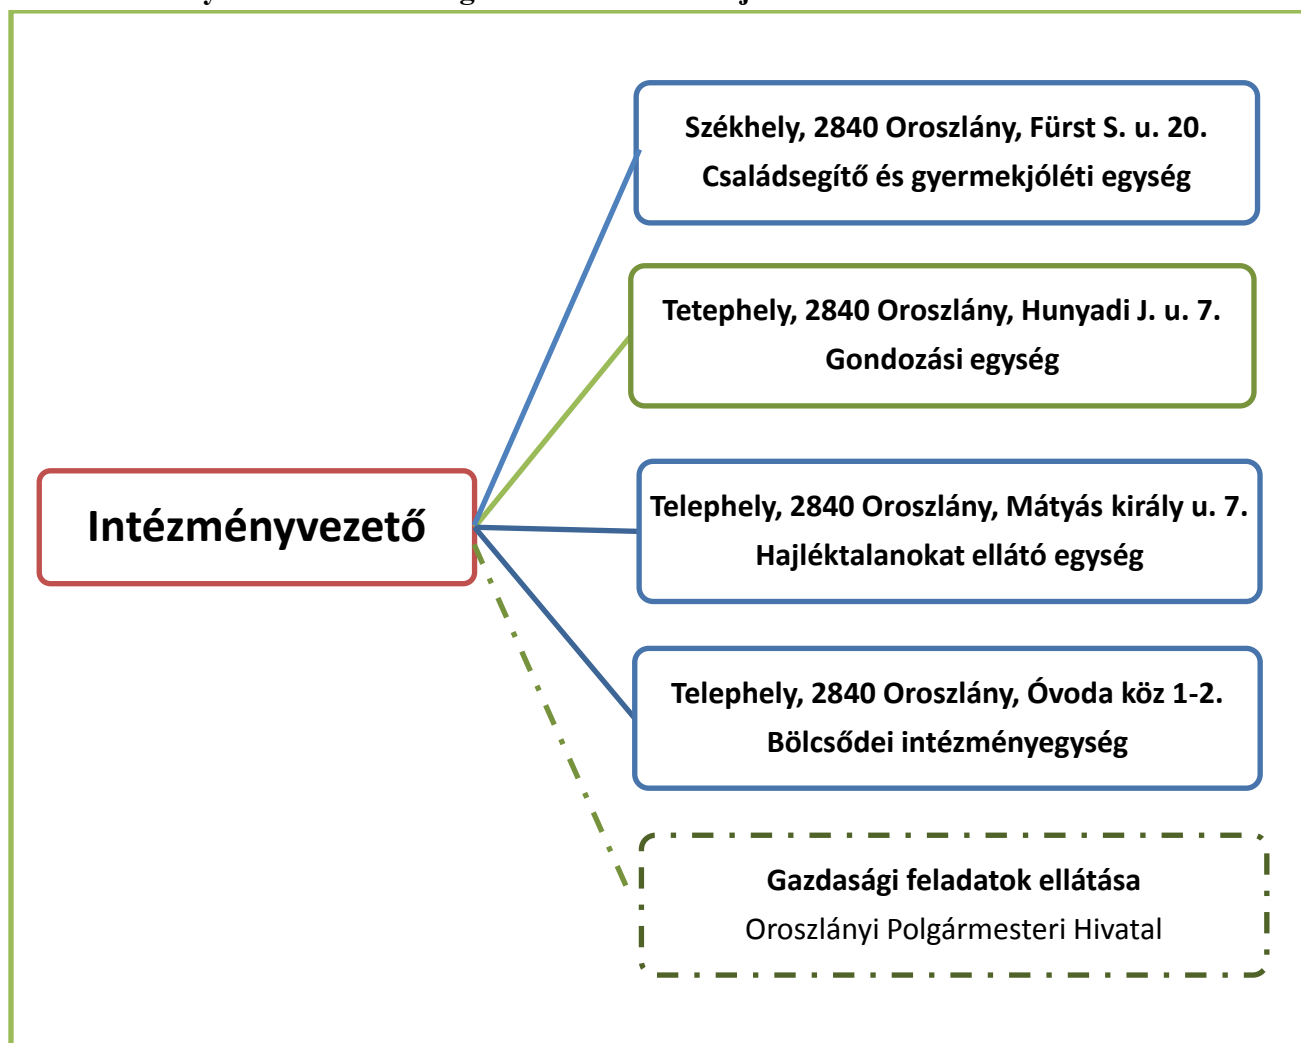 Székhely, 2840 Oroszlány, Fürst S. u. 20.
Családsegítő és gyermekjóléti egység
Tetephely, 2840 Oroszlány, Hunyadi J. u. 7.
Gondozási egység
Intézményvezető
Telephely, 2840 Oroszlány, Mátyás király u. 7.
Hajléktalanokat ellátó egység
Telephely, 2840 Oroszlány, Óvoda köz 1-2.
Bölcsődei intézményegység
Gazdasági feladatok ellátása
Oroszlányi Polgármesteri Hivatal